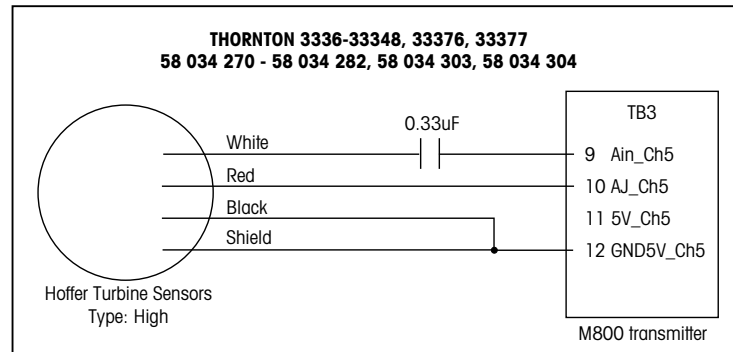 THORNTON 3336-33348, 33376, 33377
58 034 270 - 58 034 282, 58 034 303, 58 034 304
TB3
0.33uF
White
9 Ain_Ch5
Red
10 AJ_Ch5
Black
11 5V_Ch5
Shield
12 GND5V_Ch5
Hoffer Turbine Sensors
Type: High
M800 transmitter